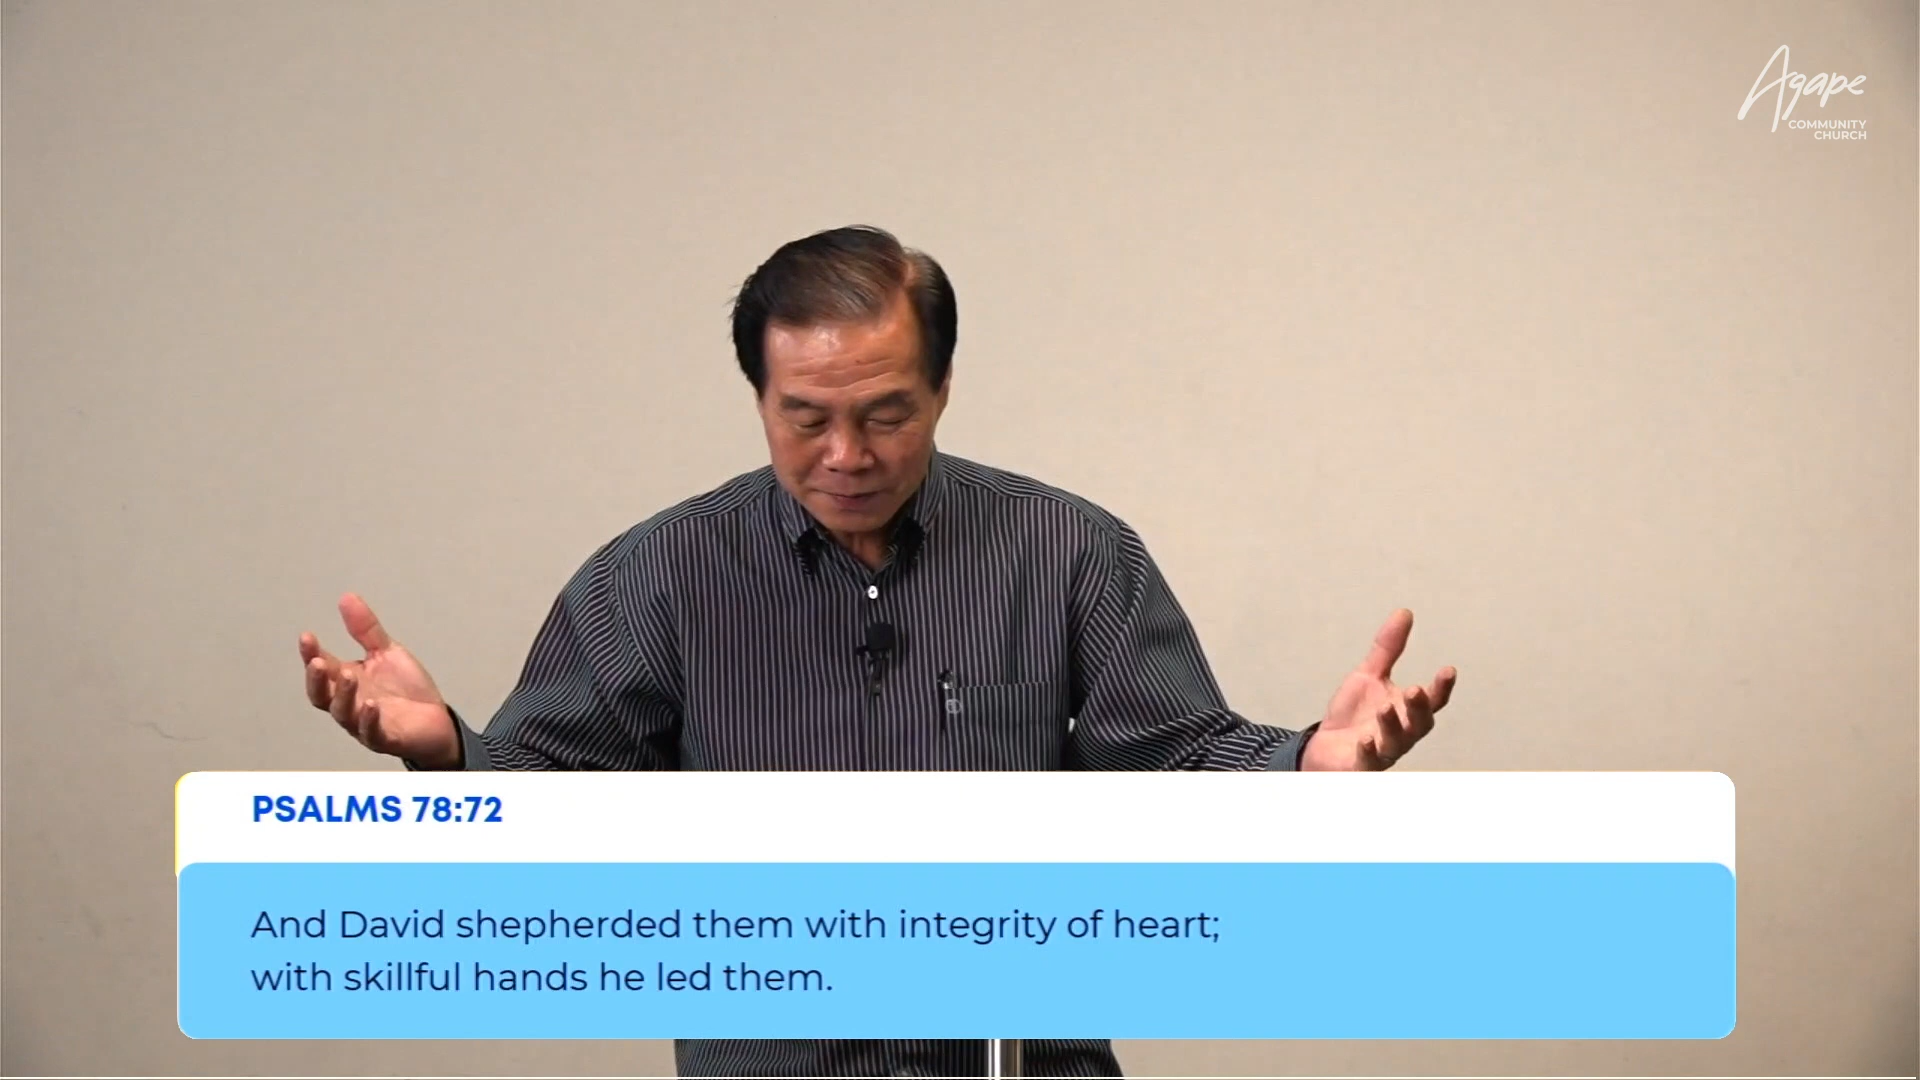 Agape
COMMUNITY
CHURCH
PSALMS 78:72
And David shepherded them with integrity of heart;
with skillful hands he led them.